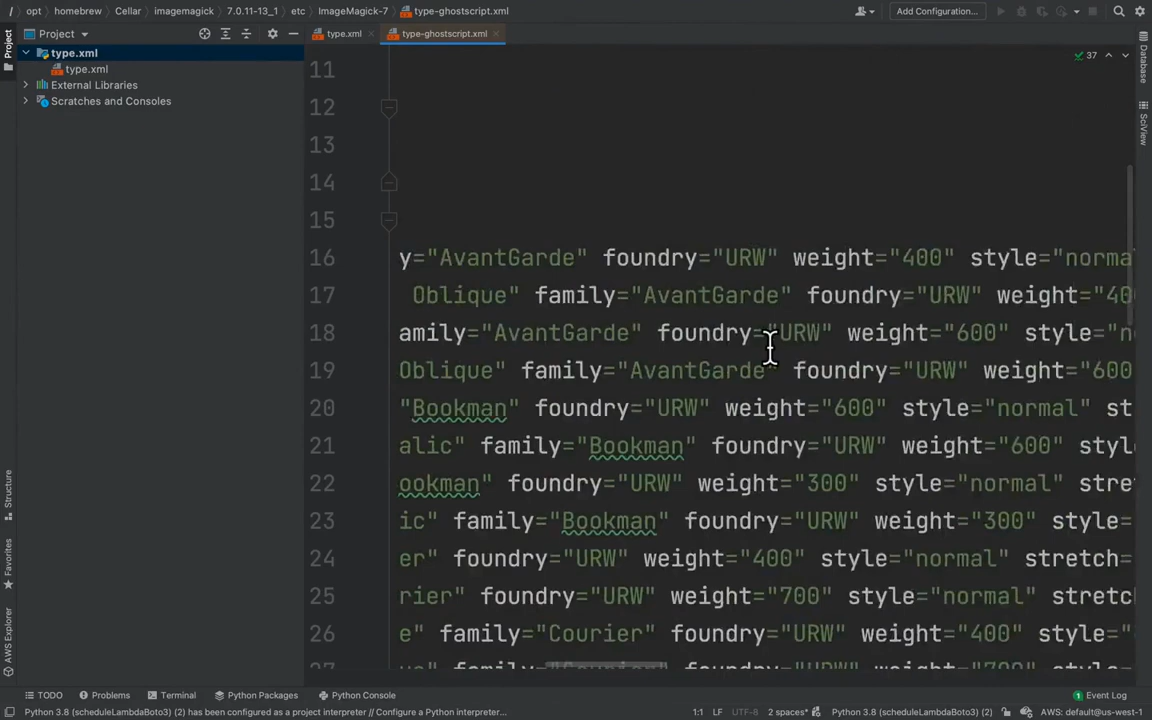 / opt homebrew Cellar imagemagick 7.0.11-13_1 etc ImageMagick-7 type-ghostscript.xml
Add Configuration...
Project
type.xml
type-ghostscript.xml
type.xml
type.xml
External Libraries
Scratches and Consoles
37
Project
Structure
Favorites
AWS Explorer
Database
SciView
11
12
13
14
15
16 y="AvantGarde" foundry="URW" weight="400" style="norma
17 Oblique" family="AvantGarde" foundry="URW" weight="40
18 amily="AvantGarde" foundry="URW" weight="600" style="n
19 Oblique" family="AvantGarde" foundry="URW" weight="600
20 "Bookman" foundry="URW" weight="600" style="normal" st
21 alic" family="Bookman" foundry="URW" weight="600" style
22 ookman" foundry="URW" weight="300" style="normal" stre
23 ic" family="Bookman" foundry="URW" weight="300" style=
24 er" foundry="URW" weight="400" style="normal" stretch=
25 rier" foundry="URW" weight="700" style="normal" stretc
26 e" family="Courier" foundry="URW" weight="400" style=
TODO Problems Terminal Python Packages Python Console 1 Event Log
Python 3.8 (scheduleLambdaBoto3) (2) has been configured as a project interpreter // Configure a Python interpreter... 1:1 LF UTF-8 2 spaces* Python 3.8 (scheduleLambdaBoto3) (2) AWS: default@us-west-1